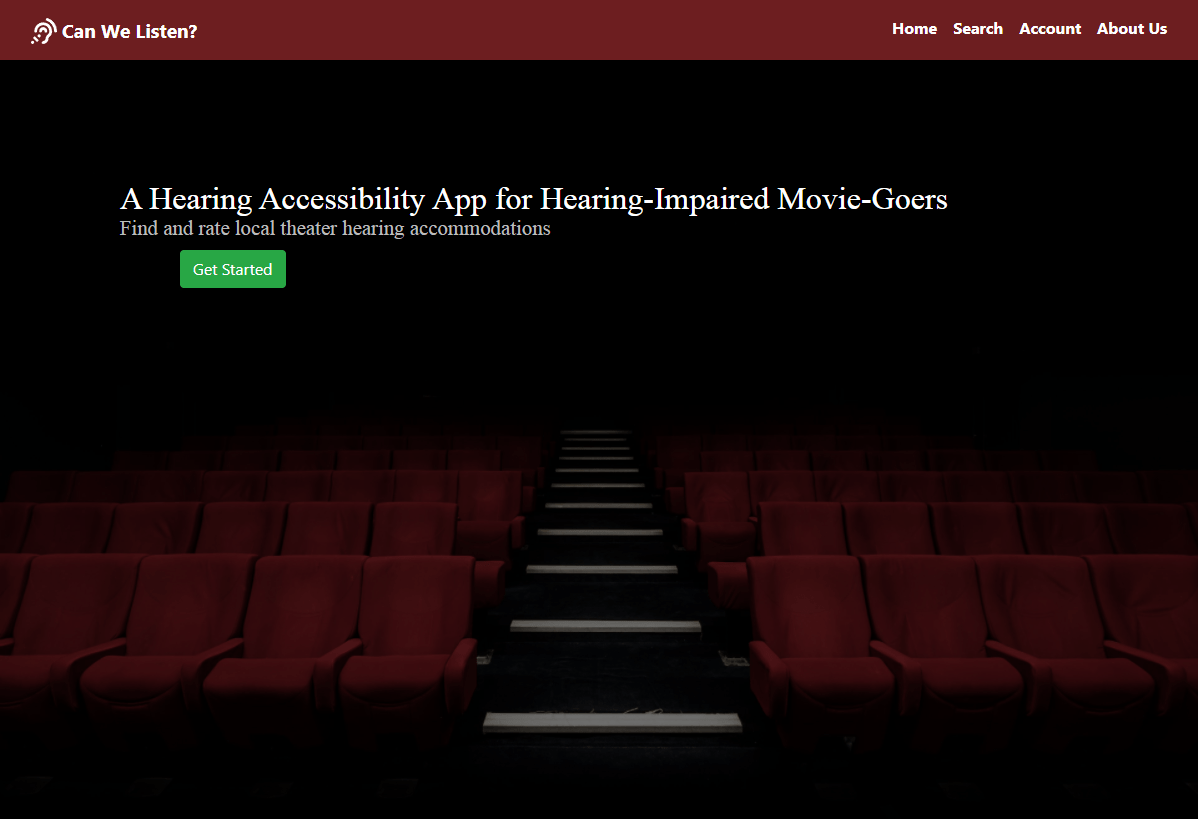 Can We Listen?
Home Search Account About Us
A Hearing Accessibility App for Hearing-Impaired Movie-Goers
Find and rate local theater hearing accommodations
Get Started